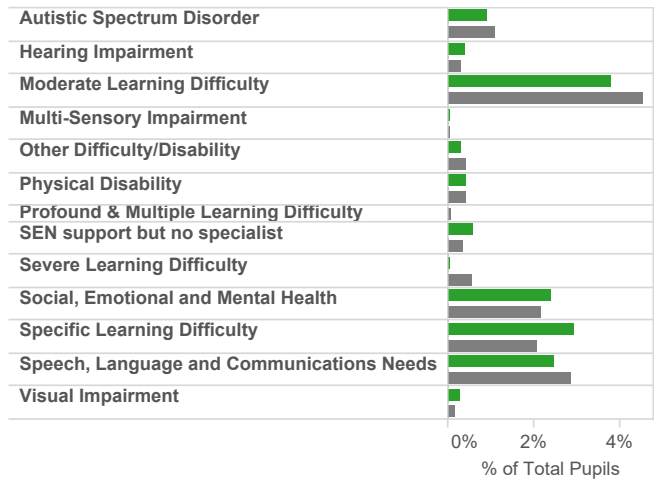 Autistic Spectrum Disorder
Hearing Impairment
Moderate Learning Difficulty
Multi-Sensory Impairment
Other Difficulty/Disability
Physical Disability
Profound & Multiple Learning Difficulty
SEN support but no specialist
Severe Learning Difficulty
Social, Emotional and Mental Health
Specific Learning Difficulty
Speech, Language and Communications Needs
Visual Impairment
0% 2% 4%
% of Total Pupils